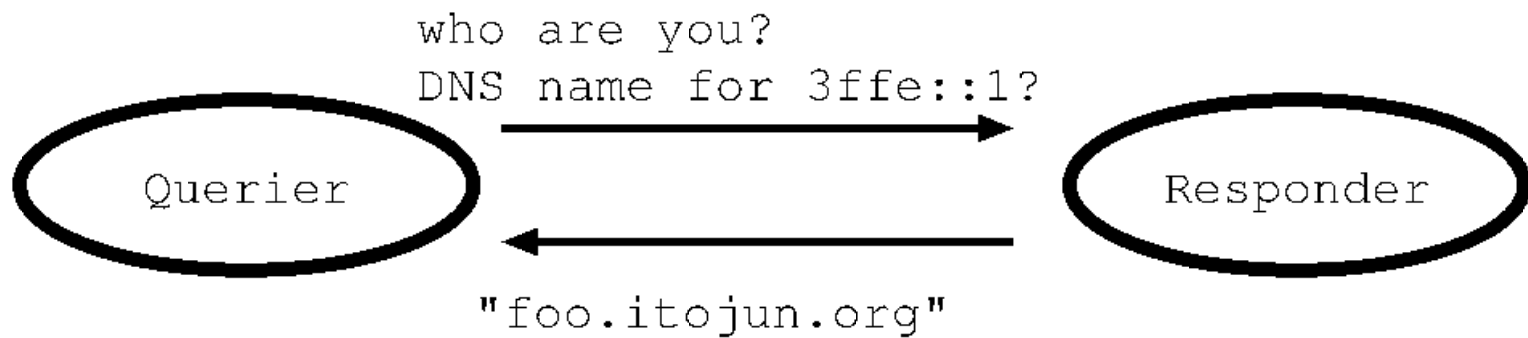 who are you?
DNS name for 3ffe::1?
Querier
Responder
"foo.itojun.org"